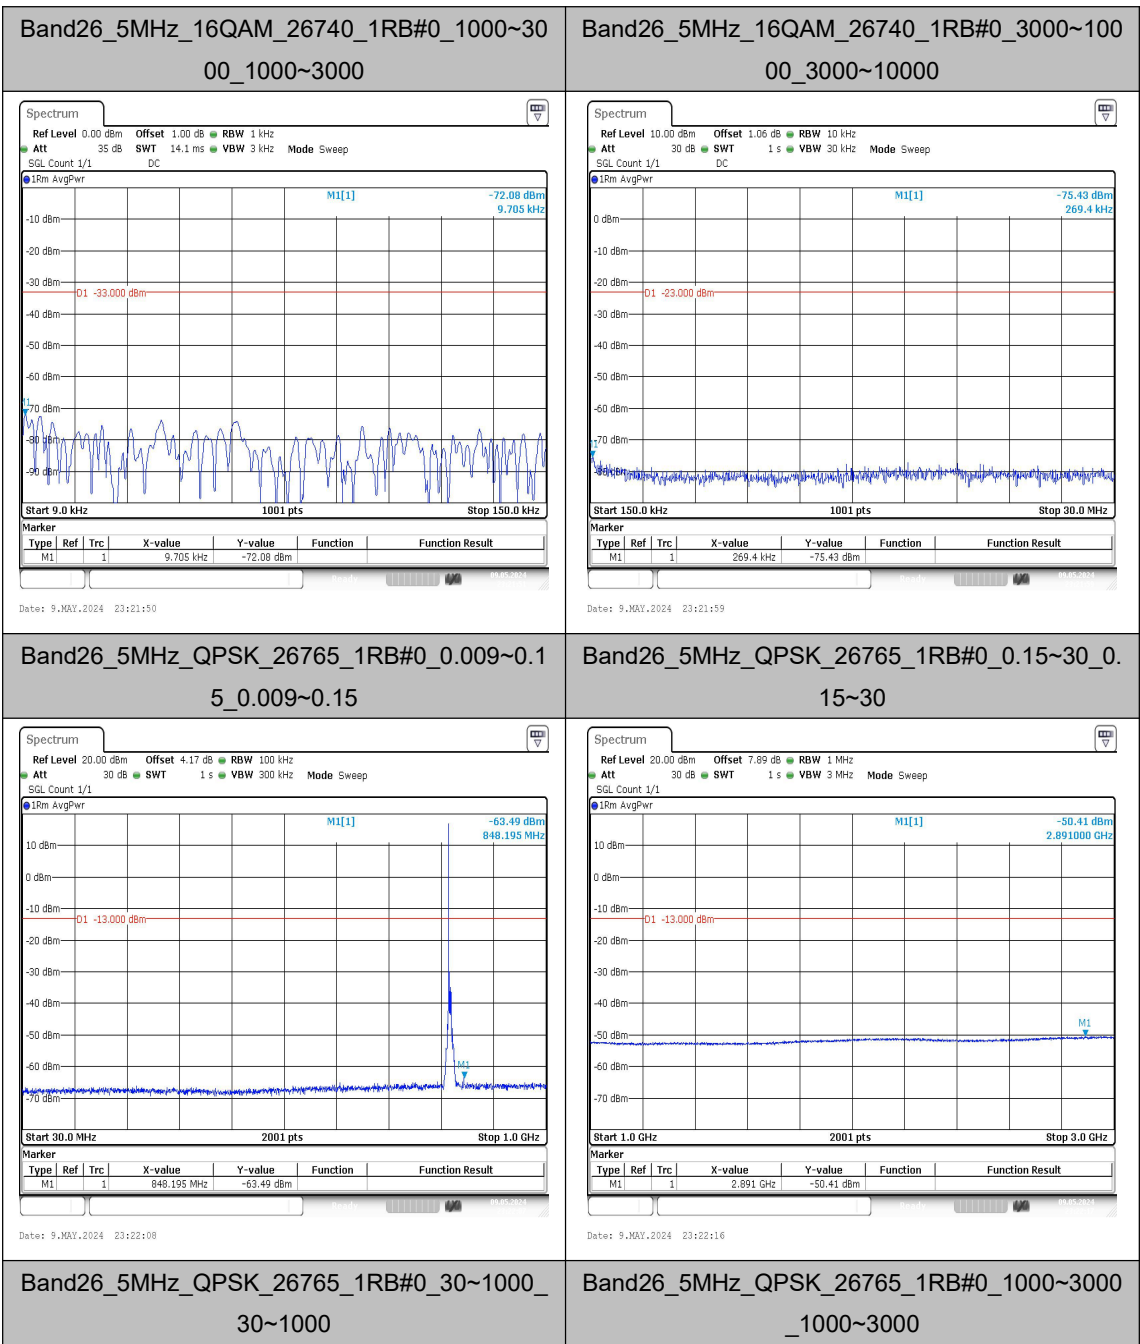 Band26_5MHz_16QAM_26740_1RB#0_1000~30
00_1000~3000
Band26_5MHz_16QAM_26740_1RB#0_3000~100
00_3000~10000
Spectrum
Ref Level 0.00 dBm Offset 1.00 dB RBW 1 kHz
Att 35 dB SWT 14.1 ms VBW 3 kHz Mode Sweep
SGL Count 1/1 DC
1Rm AvgPwr
M1[1] -72.08 dBm
9.705 kHz
-10 dBm
-20 dBm
-30 dBm
D1 -33.000 dBm
-40 dBm
-50 dBm
-60 dBm
M1
-70 dBm
-80 dBm
-90 dBm
Start 9.0 kHz 1001 pts Stop 150.0 kHz
Marker
Type Ref Trc X-value Y-value Function Function Result
M1 1 9.705 kHz -72.08 dBm
Ready 09.05.2024
Date: 9.MAY.2024 23:21:50
Spectrum
Ref Level 10.00 dBm Offset 1.06 dB RBW 10 kHz
Att 30 dB SWT 1 s VBW 30 kHz Mode Sweep
SGL Count 1/1 DC
1Rm AvgPwr
M1[1] -75.43 dBm
269.4 kHz
0 dBm
-10 dBm
-20 dBm
D1 -23.000 dBm
-30 dBm
-40 dBm
-50 dBm
-60 dBm
-70 dBm
M1
-80 dBm
Start 150.0 kHz 1001 pts Stop 30.0 MHz
Marker
Type Ref Trc X-value Y-value Function Function Result
M1 1 269.4 kHz -75.43 dBm
Ready 09.05.2024
Date: 9.MAY.2024 23:21:59
Band26_5MHz_QPSK_26765_1RB#0_0.009~0.1
5_0.009~0.15
Band26_5MHz_QPSK_26765_1RB#0_0.15~30_0.
15~30
Spectrum
Ref Level 20.00 dBm Offset 4.17 dB RBW 100 kHz
Att 30 dB SWT 1 s VBW 300 kHz Mode Sweep
SGL Count 1/1
1Rm AvgPwr
M1[1] -63.49 dBm
848.195 MHz
10 dBm
0 dBm
-10 dBm
D1 -13.000 dBm
-20 dBm
-30 dBm
-40 dBm
-50 dBm
-60 dBm
M1
-70 dBm
Start 30.0 MHz 2001 pts Stop 1.0 GHz
Marker
Type Ref Trc X-value Y-value Function Function Result
M1 1 848.195 MHz -63.49 dBm
Ready 09.05.2024
Date: 9.MAY.2024 23:22:08
Spectrum
Ref Level 20.00 dBm Offset 7.89 dB RBW 1 MHz
Att 30 dB SWT 1 s VBW 3 MHz Mode Sweep
SGL Count 1/1
1Rm AvgPwr
M1[1] -50.41 dBm
2.891000 GHz
10 dBm
0 dBm
-10 dBm
D1 -13.000 dBm
-20 dBm
-30 dBm
-40 dBm
M1
-50 dBm
-60 dBm
-70 dBm
Start 1.0 GHz 2001 pts Stop 3.0 GHz
Marker
Type Ref Trc X-value Y-value Function Function Result
M1 1 2.891 GHz -50.41 dBm
Ready 09.05.2024
Date: 9.MAY.2024 23:22:16
Band26_5MHz_QPSK_26765_1RB#0_30~1000_
30~1000
Band26_5MHz_QPSK_26765_1RB#0_1000~3000
_1000~3000